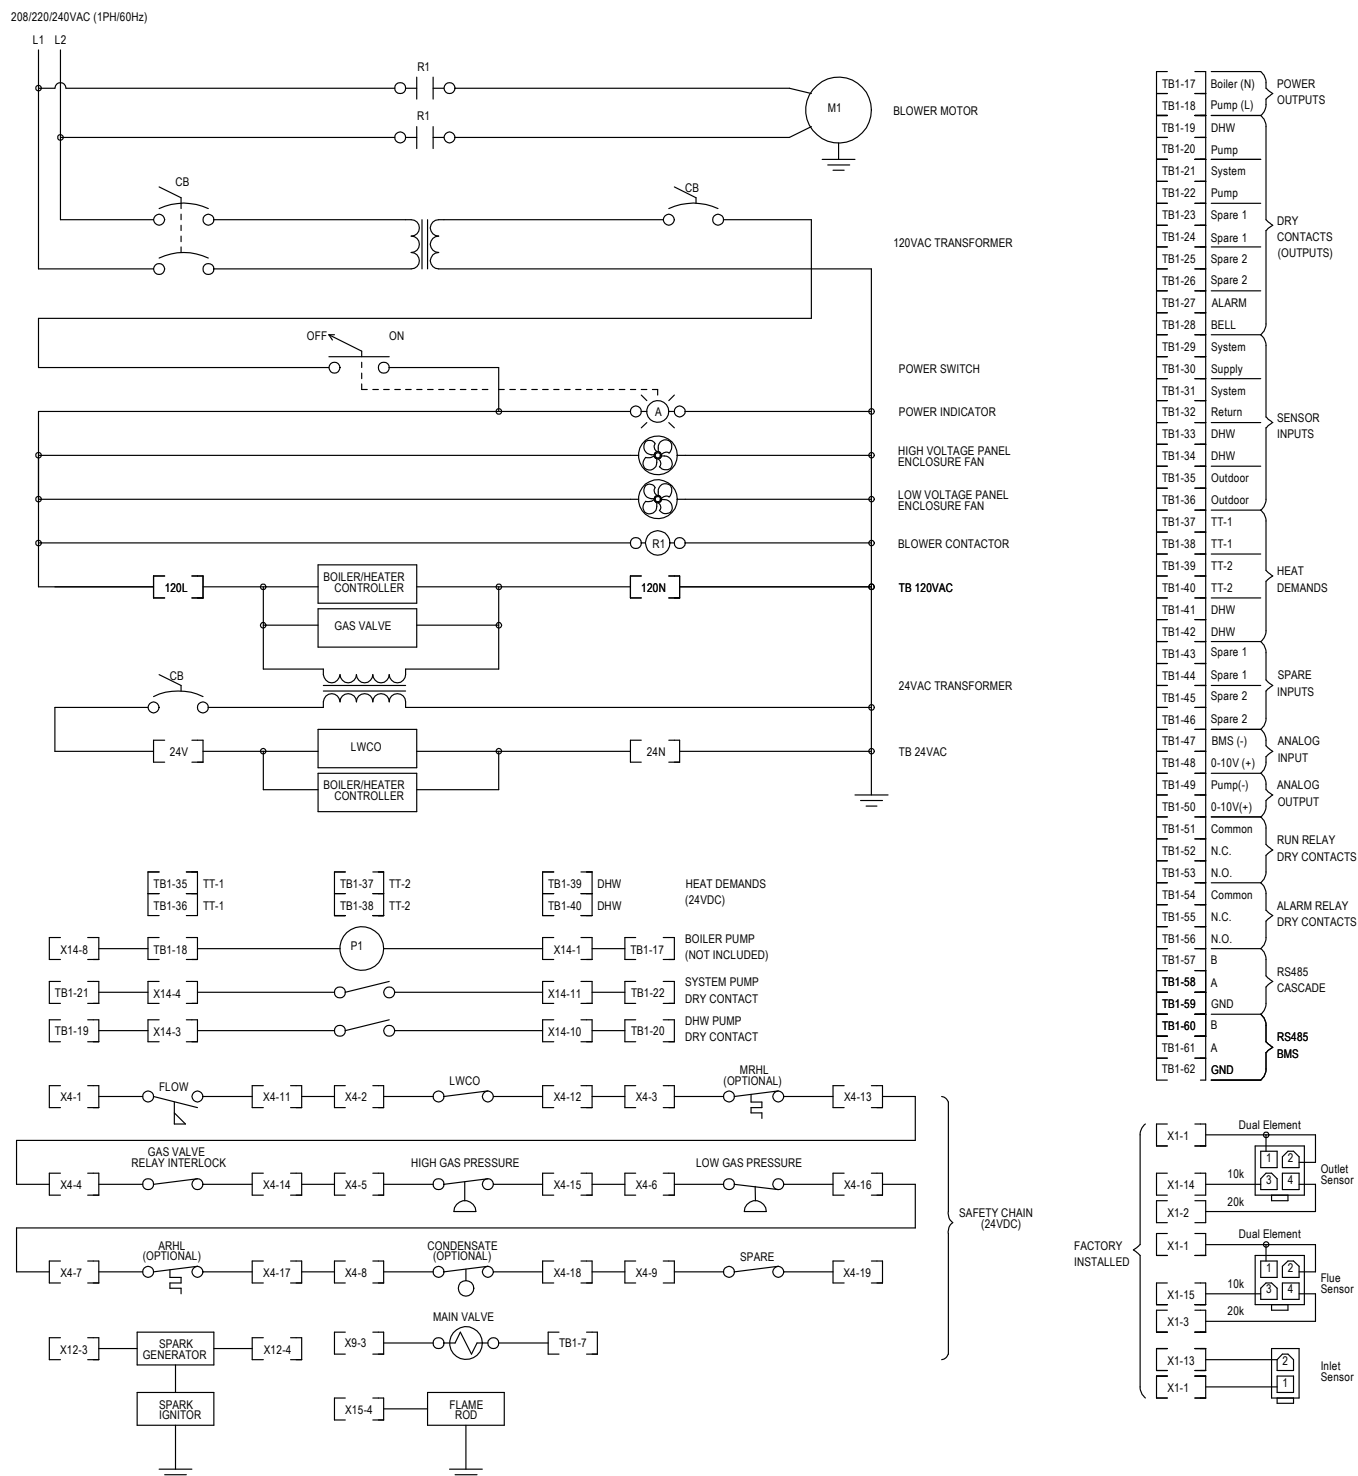 208/220/240VAC (1PH/60Hz)
L1 L2
R1
R1
M1
BLOWER MOTOR
CB
CB
120VAC TRANSFORMER
OFF ON
POWER SWITCH
A
POWER INDICATOR
HIGH VOLTAGE PANEL
ENCLOSURE FAN
LOW VOLTAGE PANEL
ENCLOSURE FAN
R1
BLOWER CONTACTOR
120L
BOILER/HEATER
CONTROLLER
120N
TB 120VAC
GAS VALVE
CB
24VAC TRANSFORMER
24V
LWCO
24N
TB 24VAC
BOILER/HEATER
CONTROLLER
TB1-35 TT-1
TB1-36 TT-1
TB1-37 TT-2
TB1-38 TT-2
TB1-39 DHW
TB1-40 DHW
HEAT DEMANDS
(24VDC)
X14-8 TB1-18 P1 X14-1 TB1-17
BOILER PUMP
(NOT INCLUDED)
TB1-21 X14-4 X14-11 TB1-22
SYSTEM PUMP
DRY CONTACT
TB1-19 X14-3 X14-10 TB1-20
DHW PUMP
DRY CONTACT
X4-1
FLOW
X4-11 X4-2
LWCO
X4-12 X4-3
MRHL
(OPTIONAL)
X4-13
X4-4
GAS VALVE
RELAY INTERLOCK
X4-14 X4-5
HIGH GAS PRESSURE
X4-15 X4-6
LOW GAS PRESSURE
X4-16
SAFETY CHAIN
(24VDC)
X4-7
ARHL
(OPTIONAL)
X4-17 X4-8
CONDENSATE
(OPTIONAL)
X4-18 X4-9
SPARE
X4-19
X12-3
SPARK
GENERATOR
X12-4
X9-3
MAIN VALVE
TB1-7
SPARK
IGNITOR
X15-4
FLAME
ROD
TB1-17 Boiler (N)
TB1-18 Pump (L)
POWER
OUTPUTS
TB1-19 DHW
TB1-20 Pump
TB1-21 System
TB1-22 Pump
TB1-23 Spare 1
TB1-24 Spare 1
TB1-25 Spare 2
TB1-26 Spare 2
TB1-27 ALARM
TB1-28 BELL
DRY
CONTACTS
(OUTPUTS)
TB1-29 System
TB1-30 Supply
TB1-31 System
TB1-32 Return
TB1-33 DHW
TB1-34 DHW
TB1-35 Outdoor
TB1-36 Outdoor
SENSOR
INPUTS
TB1-37 TT-1
TB1-38 TT-1
TB1-39 TT-2
TB1-40 TT-2
TB1-41 DHW
TB1-42 DHW
HEAT
DEMANDS
TB1-43 Spare 1
TB1-44 Spare 1
TB1-45 Spare 2
TB1-46 Spare 2
SPARE
INPUTS
TB1-47 BMS (-)
TB1-48 0-10V (+)
ANALOG
INPUT
TB1-49 Pump(-)
TB1-50 0-10V(+)
ANALOG
OUTPUT
TB1-51 Common
TB1-52 N.C.
TB1-53 N.O.
RUN RELAY
DRY CONTACTS
TB1-54 Common
TB1-55 N.C.
TB1-56 N.O.
ALARM RELAY
DRY CONTACTS
TB1-57 B
TB1-58 A
TB1-59 GND
RS485
CASCADE
TB1-60 B
TB1-61 A
TB1-62 GND
RS485
BMS
FACTORY
INSTALLED
X1-1
Dual Element
1 2
X1-14
10k
3 4
X1-2
20k
Outlet
Sensor
X1-1
Dual Element
1 2
X1-15
10k
3 4
X1-3
20k
Flue
Sensor
X1-13
2
X1-1
1
Inlet
Sensor